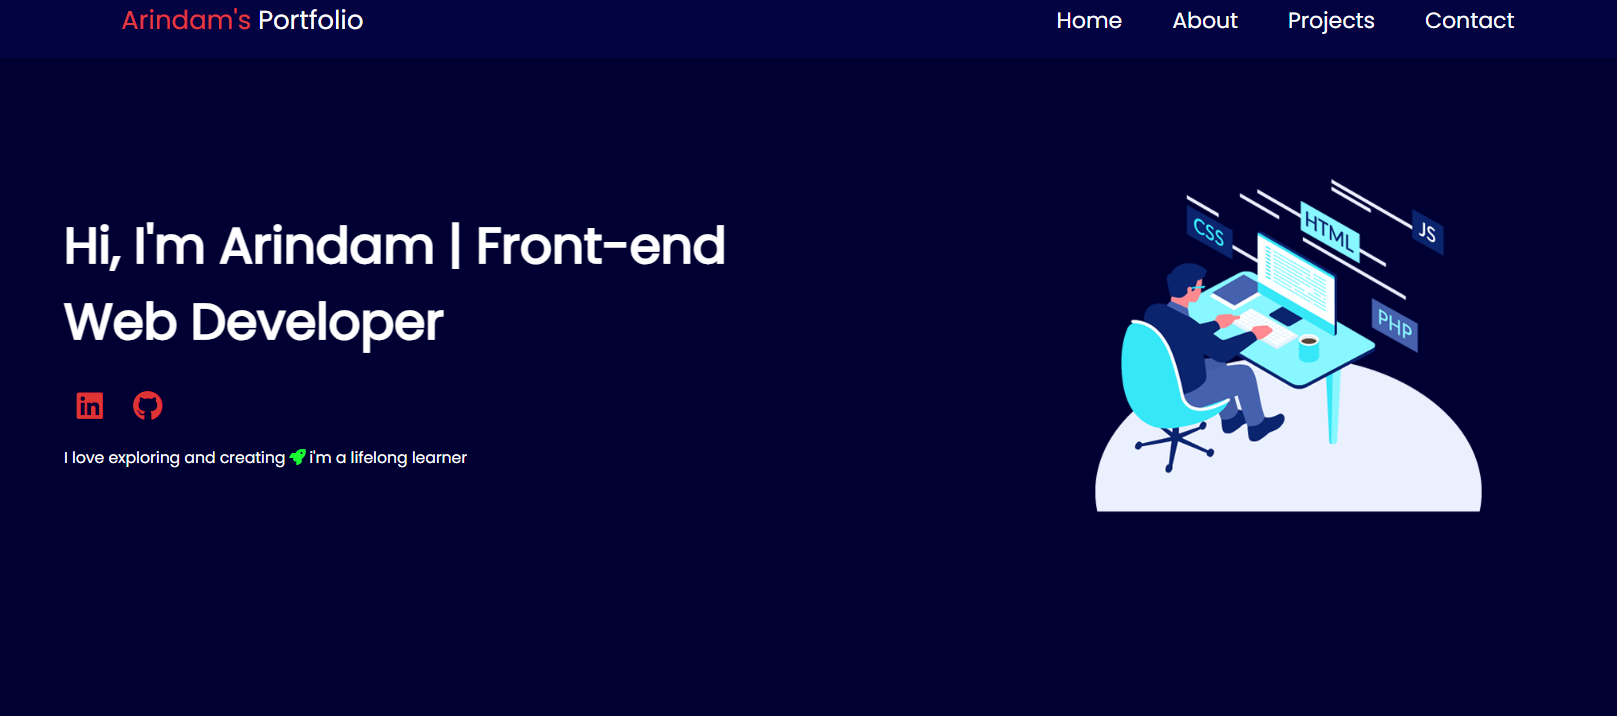 Arindam's Portfolio Home About Projects Contact
Hi, I'm Arindam | Front-end
Web Developer
in
I love exploring and creating i'm a lifelong learner
CSS
HTML
JS
PHP